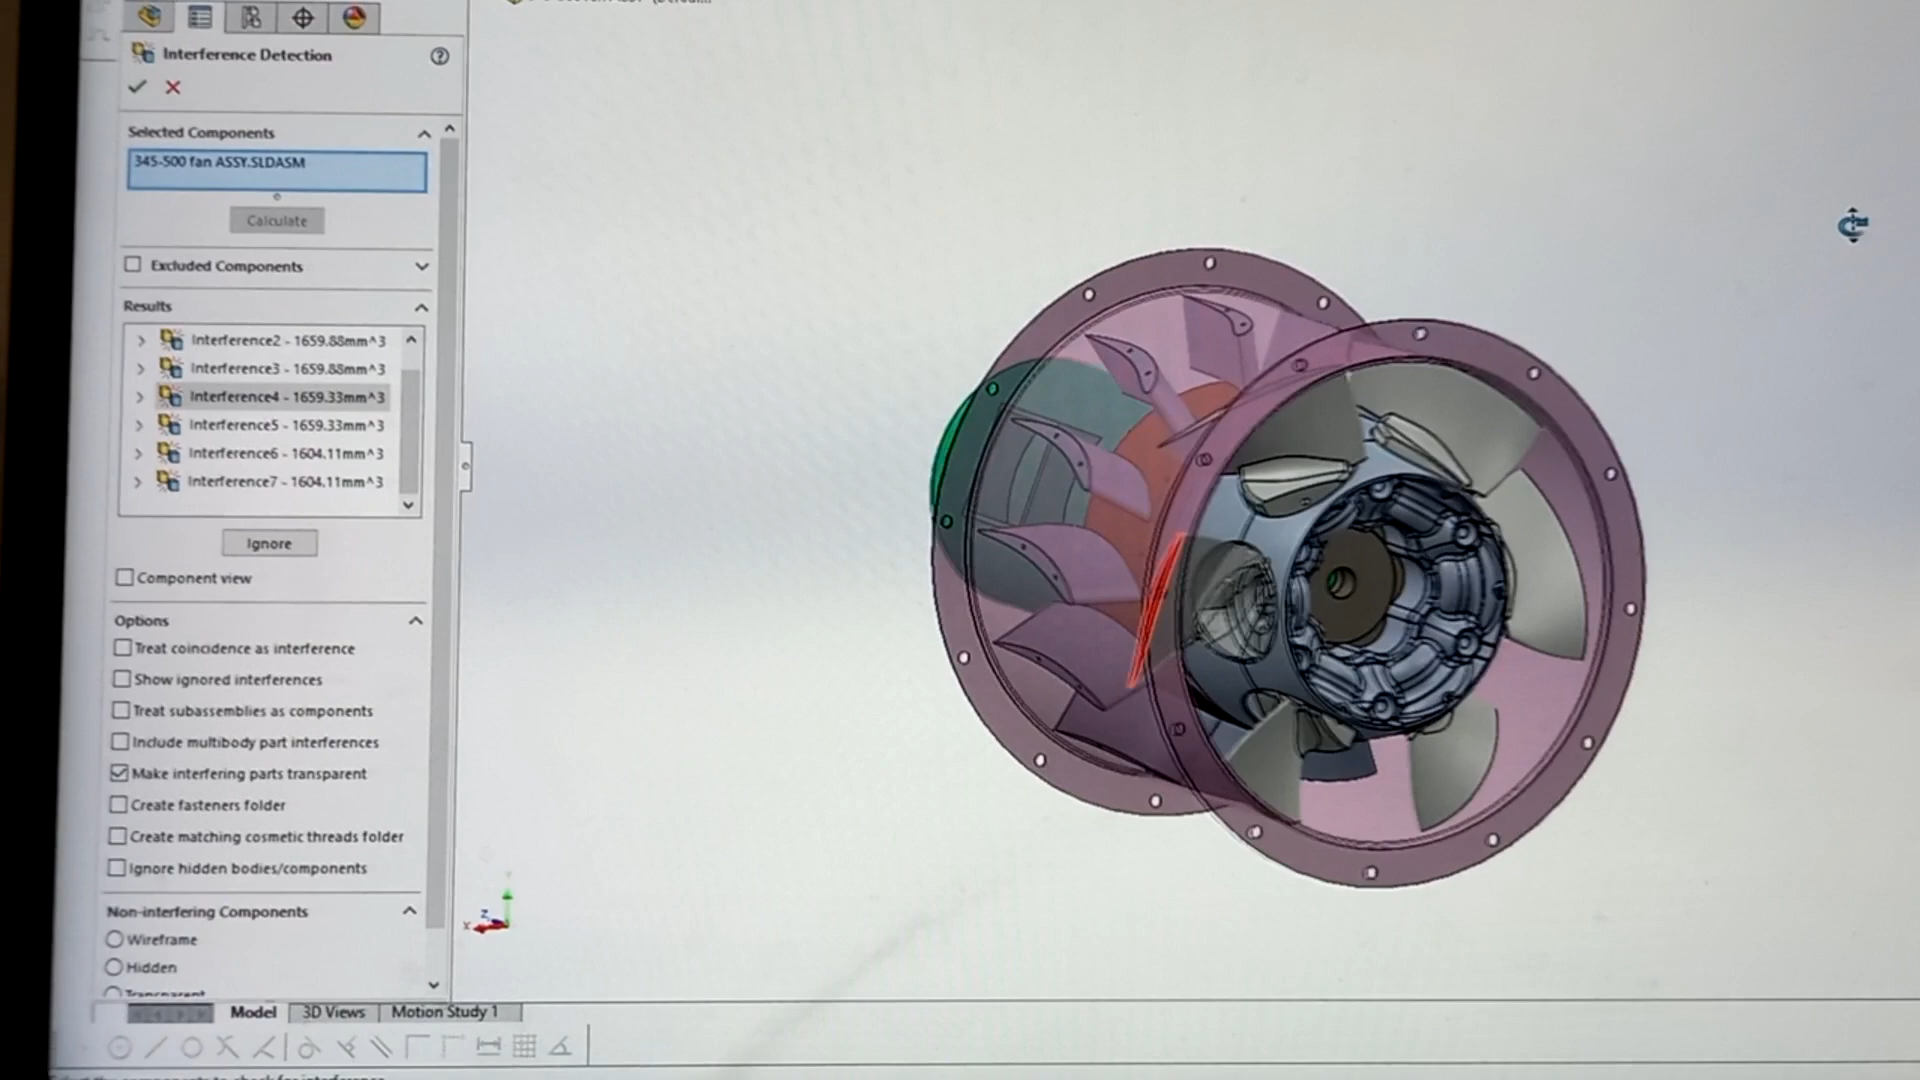 Interference Detection
Selected Components
345-500 fan ASSY.SLDASM
Calculate
Excluded Components
Results
Interference2 - 1659.88mm^3
Interference3 - 1659.88mm^3
Interference4 - 1659.33mm^3
Interference5 - 1659.33mm^3
Interference6 - 1604.11mm^3
Interference7 - 1604.11mm^3
Ignore
Component view
Options
Treat coincidence as interference
Show ignored interferences
Treat subassemblies as components
Include multibody part interferences
Make interfering parts transparent
Create fasteners folder
Create matching cosmetic threads folder
Ignore hidden bodies/components
Non-interfering Components
Wireframe
Hidden
Transparent
Z
X
Model
3D Views
Motion Study 1